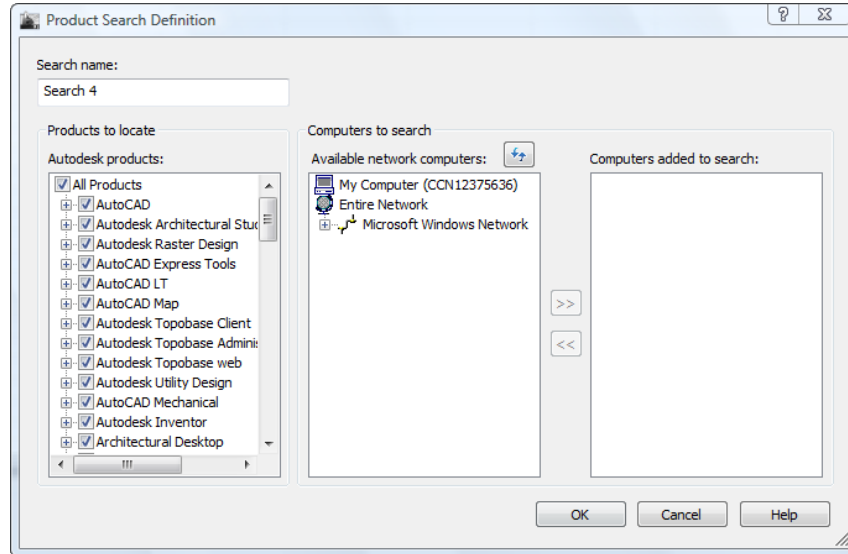 Product Search Definition
Search name:
Search 4
Products to locate
Autodesk products:
All Products
AutoCAD
Autodesk Architectural Stu
Autodesk Raster Design
AutoCAD Express Tools
AutoCAD LT
AutoCAD Map
Autodesk Topobase Client
Autodesk Topobase Admini
Autodesk Topobase web
Autodesk Utility Design
AutoCAD Mechanical
Autodesk Inventor
Architectural Desktop
Computers to search
Available network computers:
My Computer (CCN12375636)
Entire Network
Microsoft Windows Network
>>
<<
Computers added to search:
OK
Cancel
Help